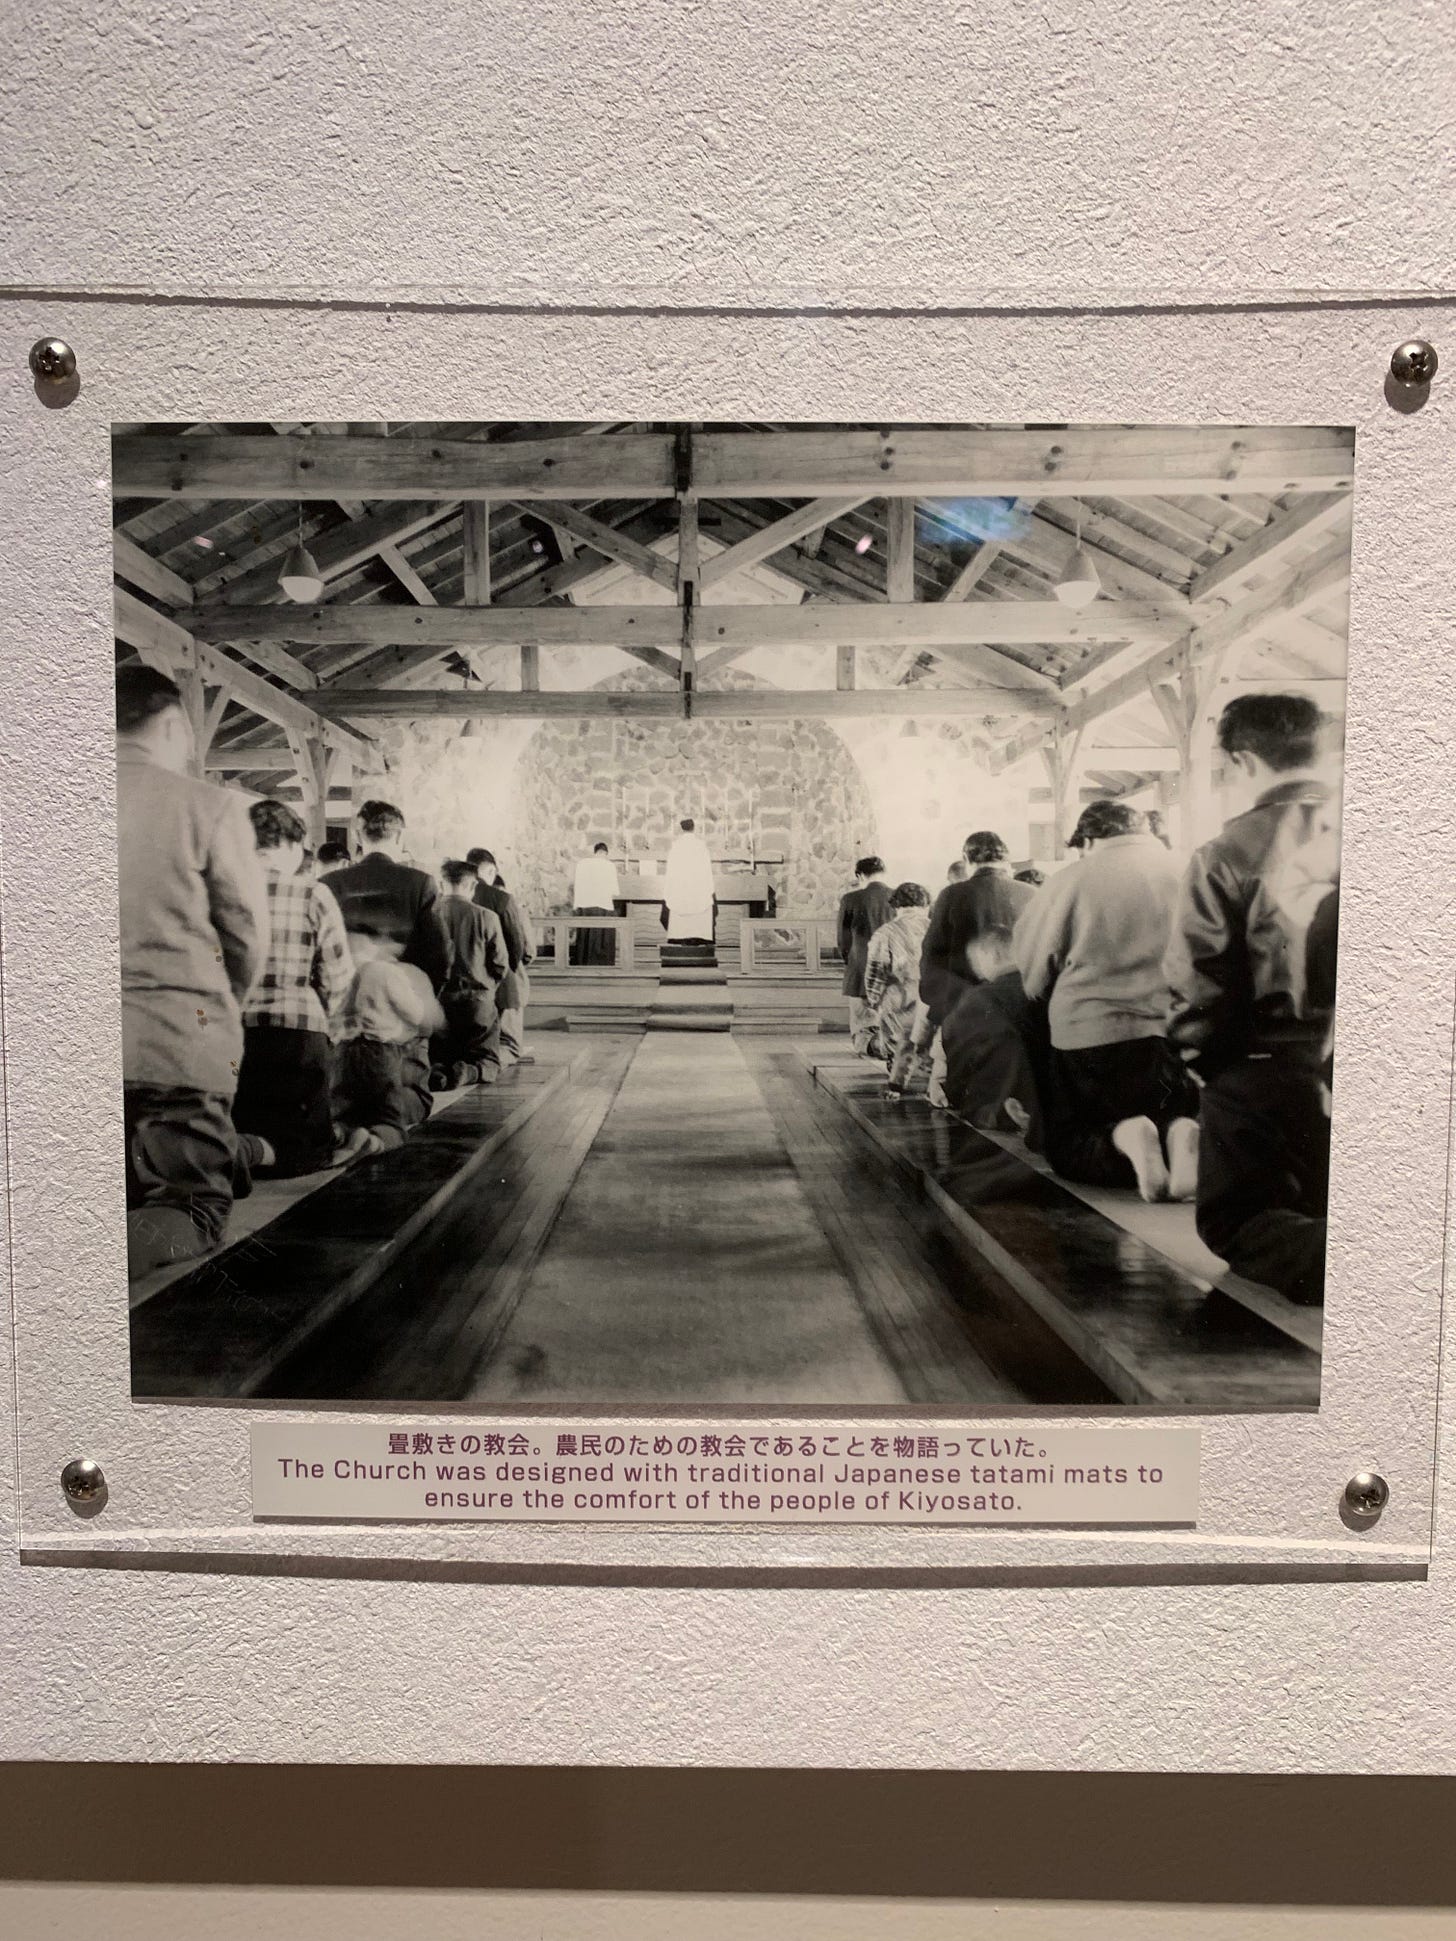 畳敷きの教会。農民のための教会であることを物語っていた。
The Church was designed with traditional Japanese tatami mats to
ensure the comfort of the people of Kiyosato.